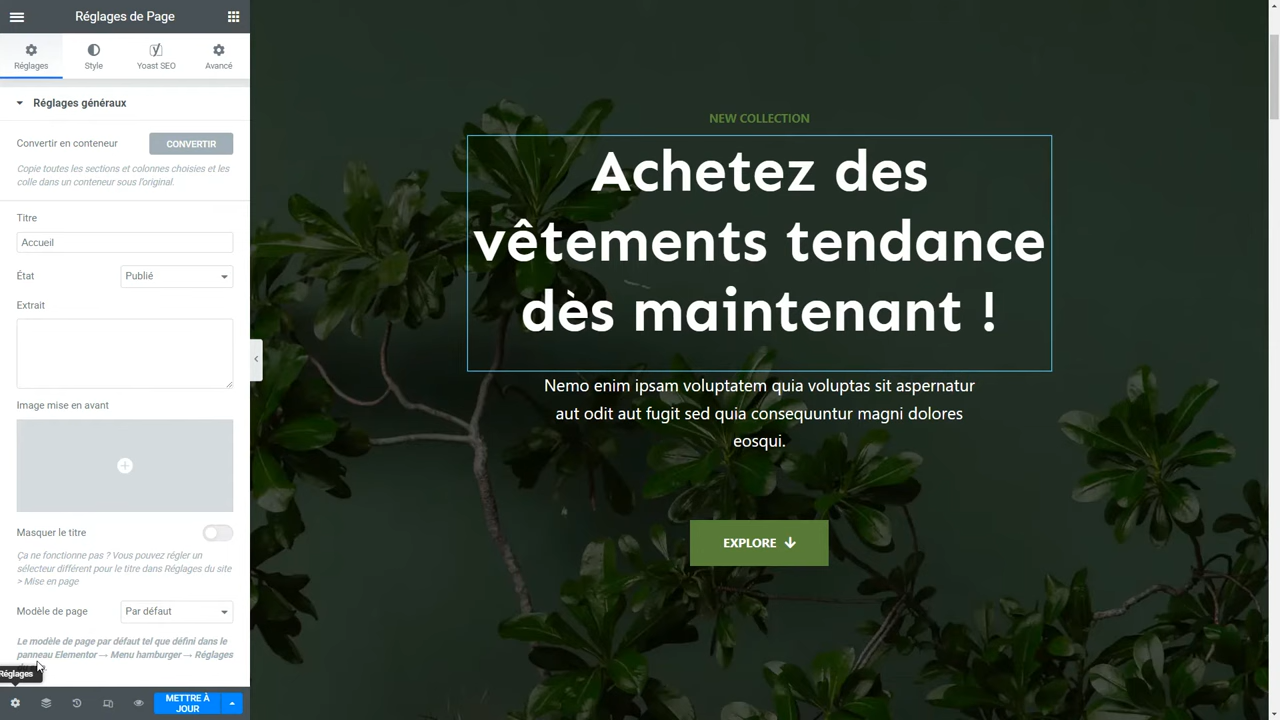 Réglages de Page
Réglages
Style
Yoast SEO
Avancé
Réglages généraux
Convertir en conteneur
CONVERTIR
Copie toutes les sections et colonnes choisies et les
colle dans un conteneur sous l'original.
Titre
Accueil
État
Publié
Extrait
Image mise en avant
Masquer le titre
Ça ne fonctionne pas ? Vous pouvez régler un
sélecteur différent pour le titre dans Réglages du site
> Mise en page
Modèle de page
Par défaut
Le modèle de page par défaut tel que défini dans le
panneau Elementor → Menu hamburger → Réglages
Réglages
METTRE À
JOUR
NEW COLLECTION
Achetez des
vêtements tendance
dès maintenant !
Nemo enim ipsam voluptatem quia voluptas sit aspernatur
aut odit aut fugit sed quia consequuntur magni dolores
eosqui.
EXPLORE